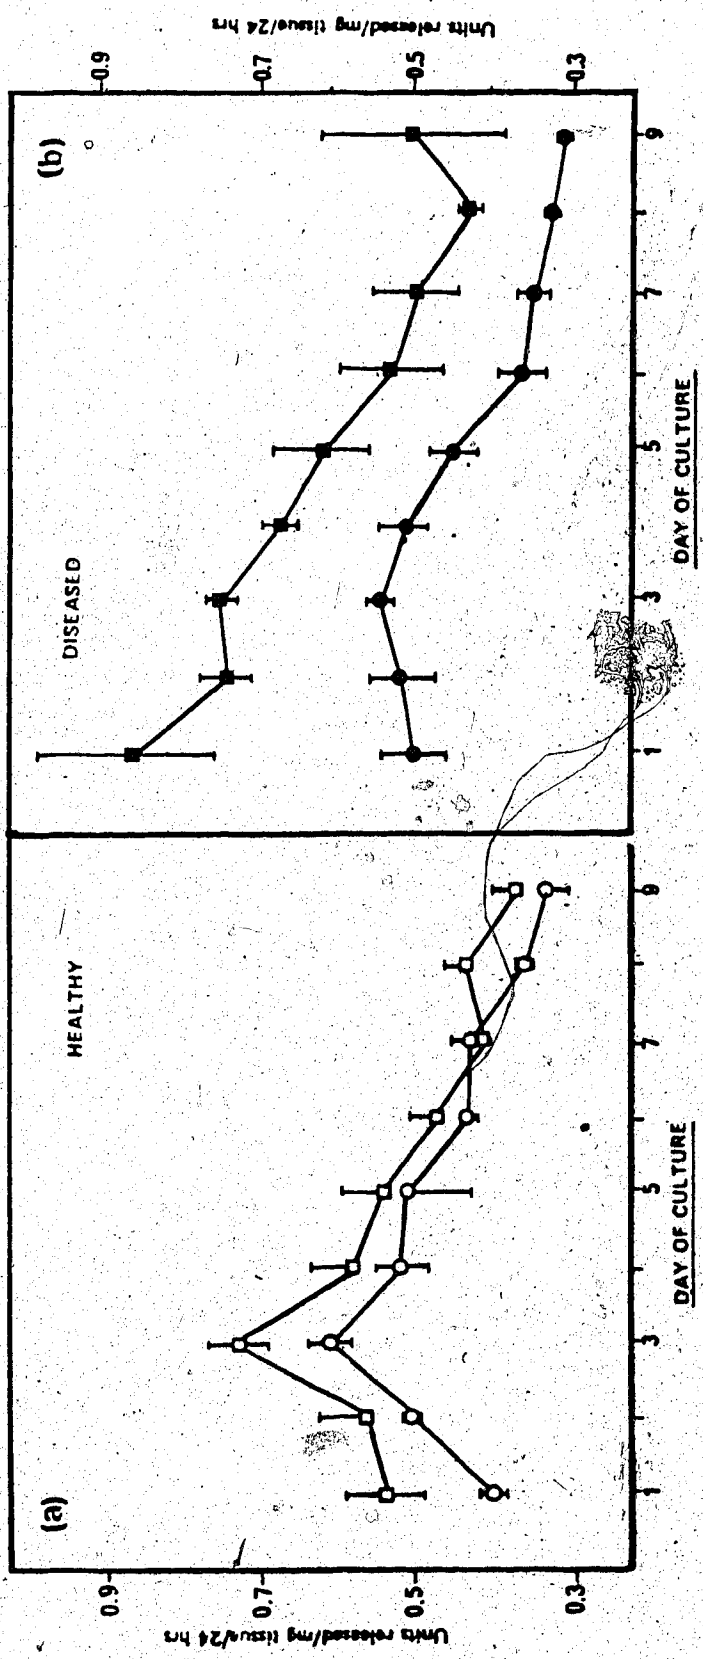 (a)
HEALTHY
Units released/mg tissue/24 hrs
0.9
0.7
0.5
0.3
1
3
5
7
9
DAY OF CULTURE
(b)
DISEASED
Units released/mg tissue/24 hrs
0.9
0.7
0.5
0.3
1
3
5
7
9
DAY OF CULTURE